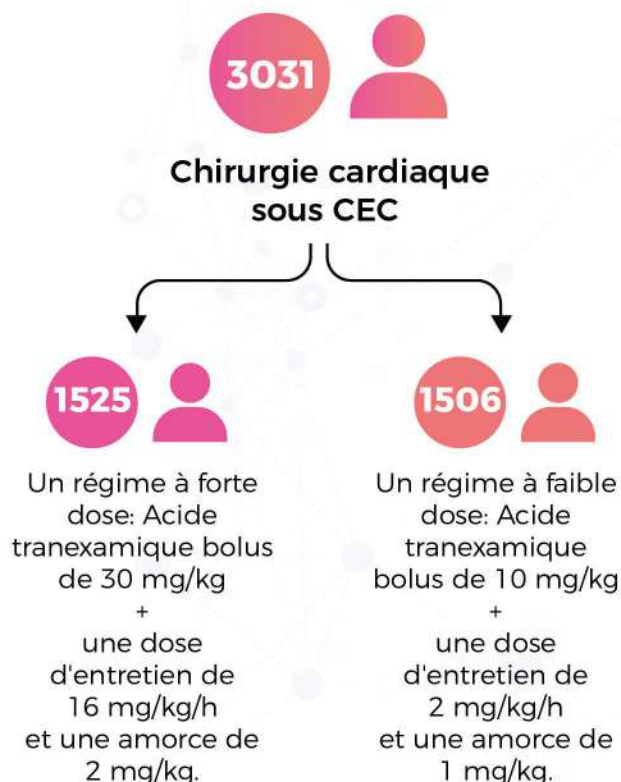 3031
Chirurgie cardiaque
sous CEC
1525
Un régime à forte
dose: Acide
tranexamique bolus
de 30 mg/kg
+
une dose
d'entretien de
16 mg/kg/h
et une amorce de
2 mg/kg.
1506
Un régime à faible
dose: Acide
tranexamique
bolus de 10 mg/kg
+
une dose
d'entretien de
2 mg/kg/h
et une amorce de
1 mg/kg.